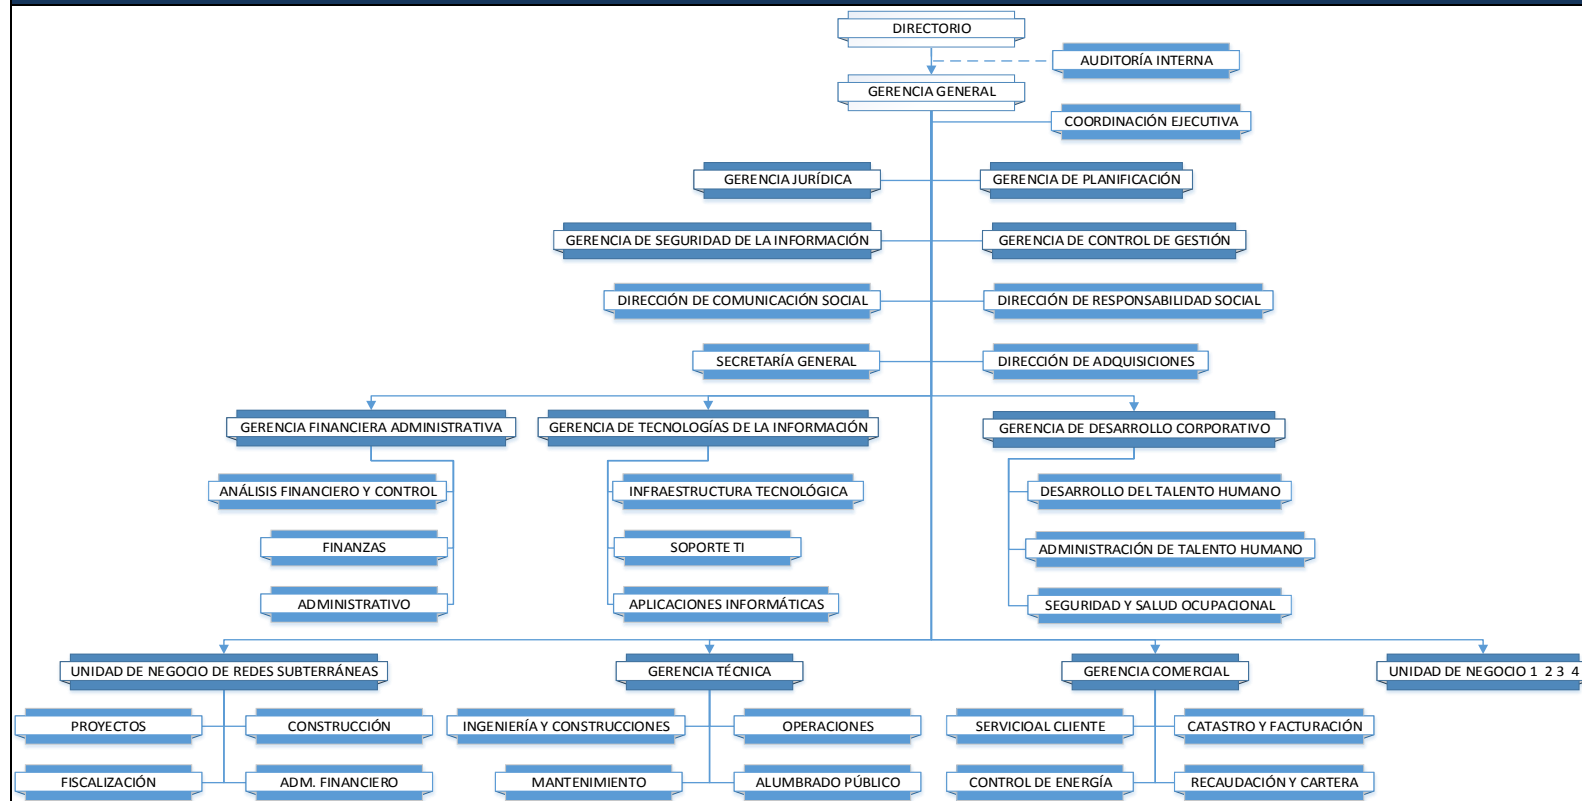 DIRECTORIO
AUDITORÍA INTERNA
GERENCIA GENERAL
COORDINACIÓN EJECUTIVA
GERENCIA JURÍDICA
GERENCIA DE PLANIFICACIÓN
GERENCIA DE SEGURIDAD DE LA INFORMACIÓN
GERENCIA DE CONTROL DE GESTIÓN
DIRECCIÓN DE COMUNICACIÓN SOCIAL
DIRECCIÓN DE RESPONSABILIDAD SOCIAL
SECRETARÍA GENERAL
DIRECCIÓN DE ADQUISICIONES
GERENCIA FINANCIERA ADMINISTRATIVA
GERENCIA DE TECNOLOGÍAS DE LA INFORMACIÓN
GERENCIA DE DESARROLLO CORPORATIVO
ANÁLISIS FINANCIERO Y CONTROL
INFRAESTRUCTURA TECNOLÓGICA
DESARROLLO DEL TALENTO HUMANO
FINANZAS
SOPORTE TI
ADMINISTRACIÓN DE TALENTO HUMANO
ADMINISTRATIVO
APLICACIONES INFORMÁTICAS
SEGURIDAD Y SALUD OCUPACIONAL
UNIDAD DE NEGOCIO DE REDES SUBTERRÁNEAS
GERENCIA TÉCNICA
GERENCIA COMERCIAL
UNIDAD DE NEGOCIO 1 2 3 4
PROYECTOS
CONSTRUCCIÓN
INGENIERÍA Y CONSTRUCCIONES
OPERACIONES
SERVICIOAL CLIENTE
CATASTRO Y FACTURACIÓN
FISCALIZACIÓN
ADM. FINANCIERO
MANTENIMIENTO
ALUMBRADO PÚBLICO
CONTROL DE ENERGÍA
RECAUDACIÓN Y CARTERA